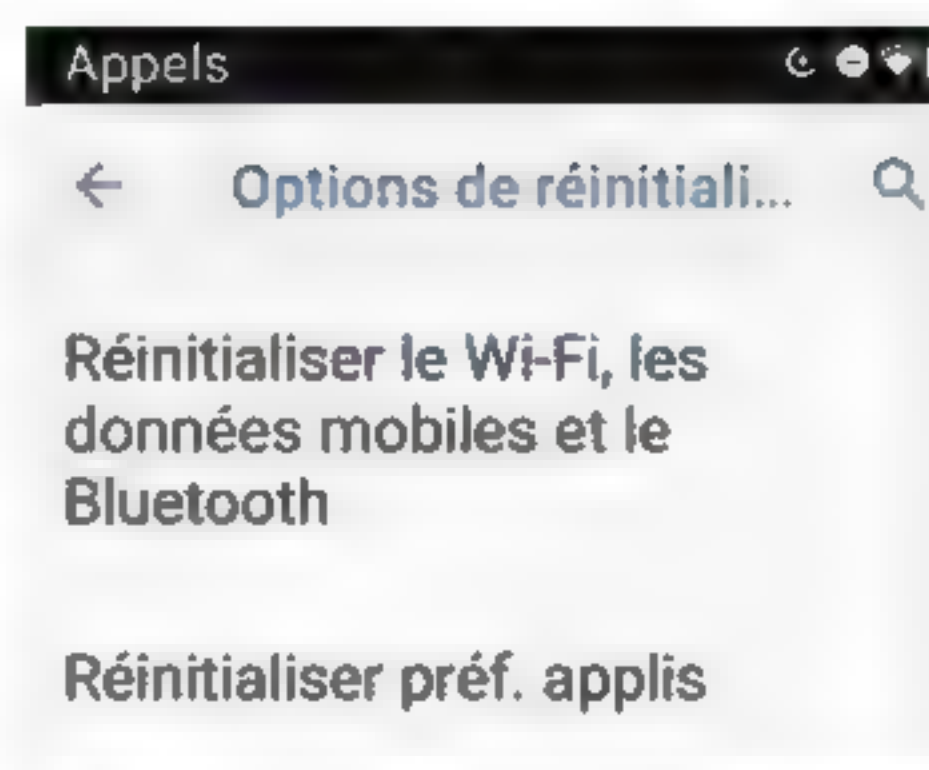 Appels
Options de réinitiali...
Réinitialiser le Wi-Fi, les
données mobiles et le
Bluetooth
Réinitialiser préf. applis